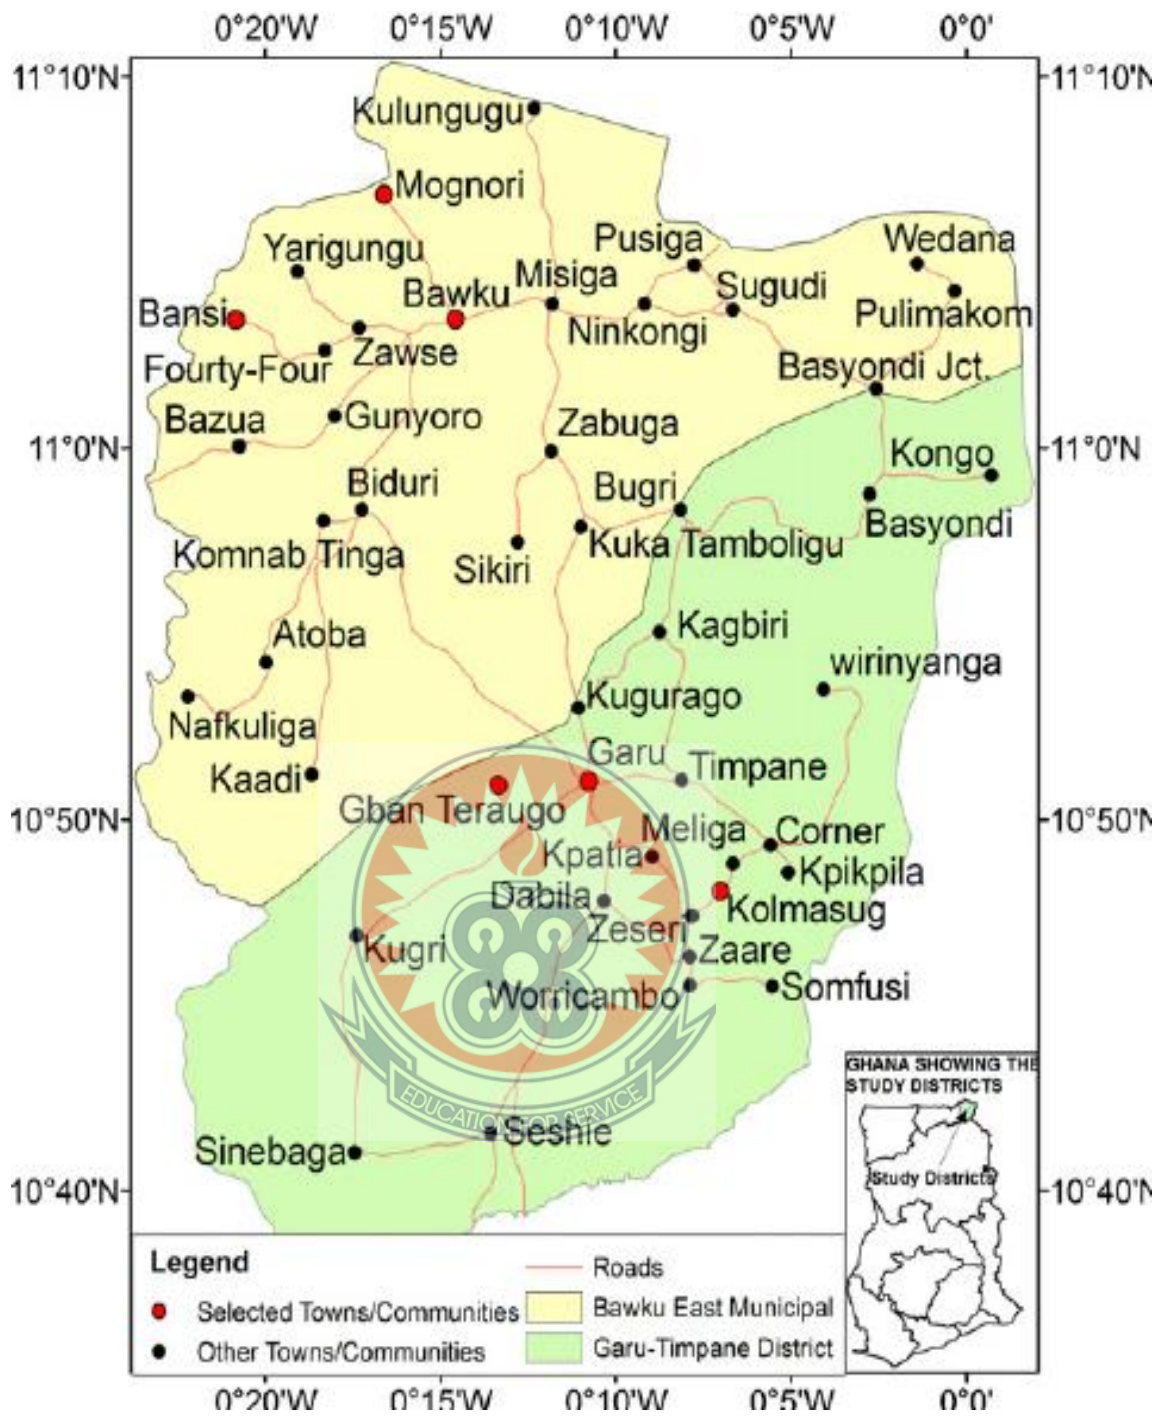 0°20'W 0°15'W 0°10'W 0°5'W 0°0'
11°10'N 11°10'N
Kulungugu
Mognori
Pusiga Wedana
Yarigungu
Misiga
Bawku Sugudi
Bansi Pulimakom
Ninkongi
Zawse
Fourty-Four Basyondi Jct.
Bazua Gunyoro Zabuga
11°0'N 11°0'N
Kongo
Biduri Bugri
Basyondi
Komnab Tinga Kuka Tamboligu
Sikiri
Atoba Kagbiri
wirinyanga
Kugurago
Nafkuliga
Garu
Kaadi Timpane
Gban Teraugo
10°50'N 10°50'N
Meliga Corner
Kpatia Kpikpila
Dabila Kolmasug
Zeseri
Kugri Zaare
Worricambo Somfusi
EDUCATION FOR SERVICE
Seshie
Sinebaga
10°40'N 10°40'N
GHANA SHOWING THE
STUDY DISTRICTS
Study Districts
Legend
Selected Towns/Communities
Other Towns/Communities
Roads
Bawku East Municipal
Garu-Timpane District
0°20'W 0°15'W 0°10'W 0°5'W 0°0'